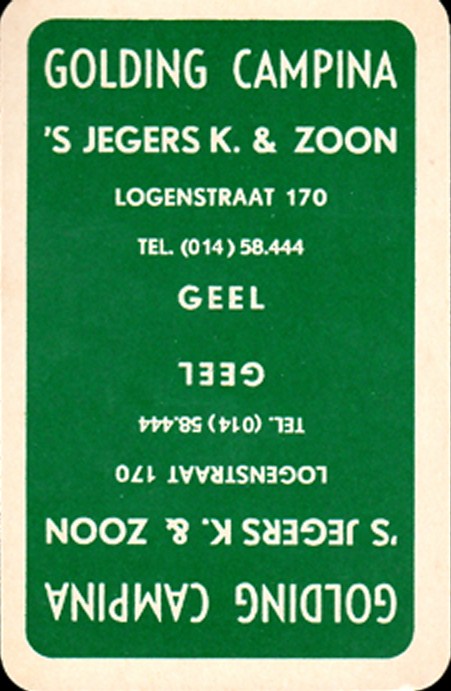 GOLDING CAMPINA
'S JEGERS K. & ZOON
LOGENSTRAAT 170
TEL. (014) 58.444
GEEL
GEEL
TEL. (014) 58.444
LOGENSTRAAT 170
'S JEGERS K. & ZOON
GOLDING CAMPINA